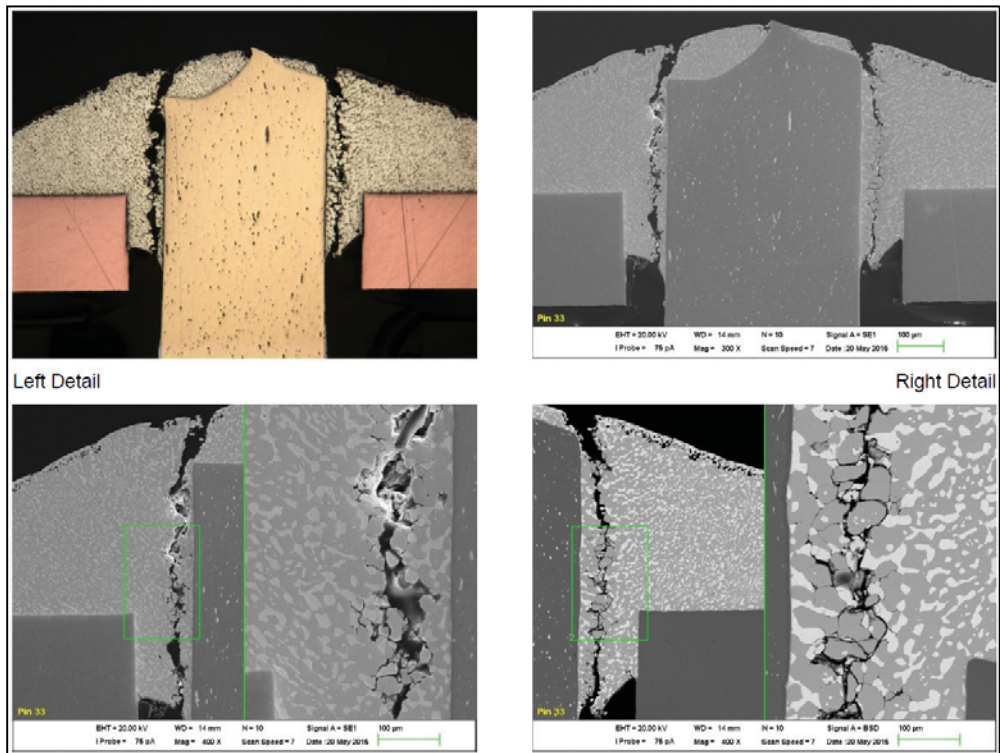 Pin 33
EHT = 20.00 kV WD = 14 mm N = 10 Signal A = SE1 100 µm
I Probe = 75 pA Mag = 300 X Scan Speed = 7 Date :20 May 2015
Left Detail
Right Detail
Pin 33
EHT = 20.00 kV WD = 14 mm N = 10 Signal A = SE1 100 µm
I Probe = 75 pA Mag = 400 X Scan Speed = 7 Date :20 May 2015
Pin 33
EHT = 20.00 kV WD = 14 mm N = 10 Signal A = BSD 100 µm
I Probe = 75 pA Mag = 400 X Scan Speed = 7 Date :20 May 2015